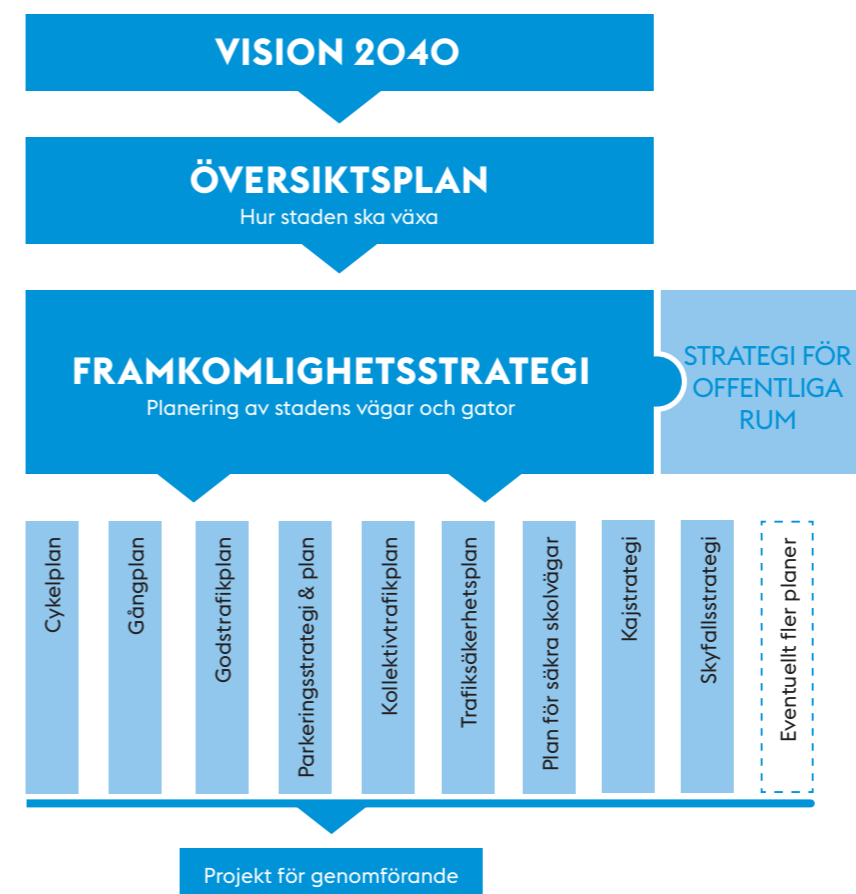 VISION 2040
ÖVERSIKTSPLAN
Hur staden ska växa
FRAMKOMLIGHETSSTRATEGI
Planering av stadens vägar och gator
STRATEGI FÖR
OFFENTLIGA
RUM
Cykelplan
Gångplan
Godstrafikplan
Parkeringsstrategi & plan
Kollektivtrafikplan
Trafiksäkerhetsplan
Plan för säkra skolvägar
Kajstrategi
Skyfallsstrategi
Eventuellt fler planer
Projekt för genomförande